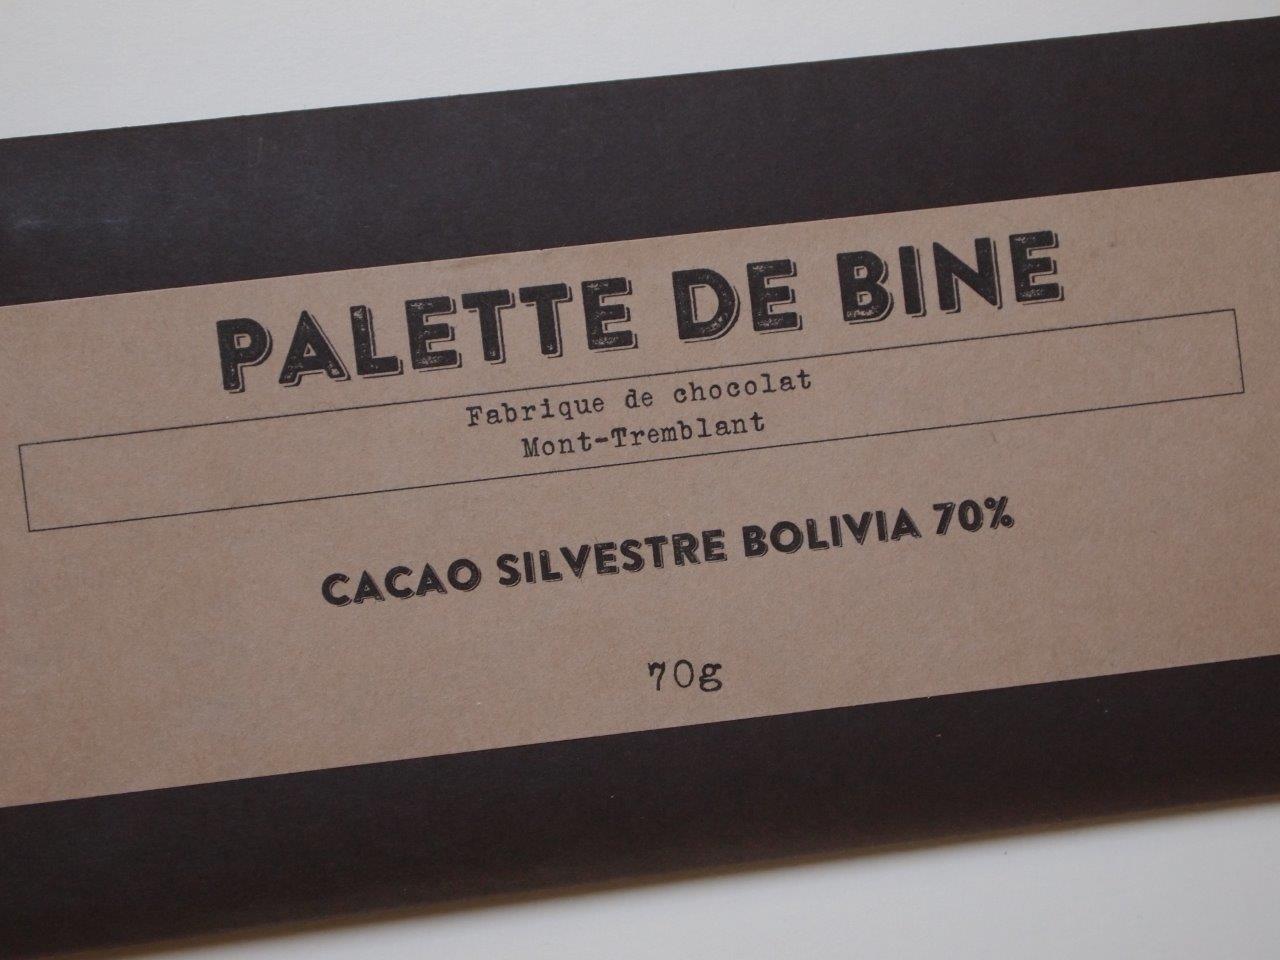 PALETTE DE BINE
Fabrique de chocolat
Mont-Tremblant
CACAO SILVESTRE BOLIVIA 70%
70g